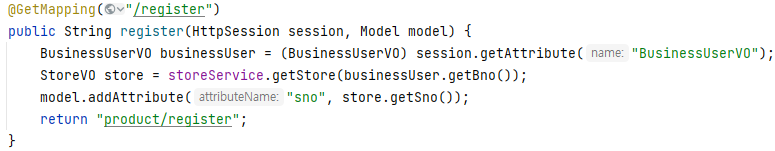 @GetMapping("/register")
public String register(HttpSession session, Model model) {
    BusinessUserVO businessUser = (BusinessUserVO) session.getAttribute( name: "BusinessUserVO");
    StoreVO store = storeService.getStore(businessUser.getBno());
    model.addAttribute( attributeName: "sno", store.getSno());
    return "product/register";
}